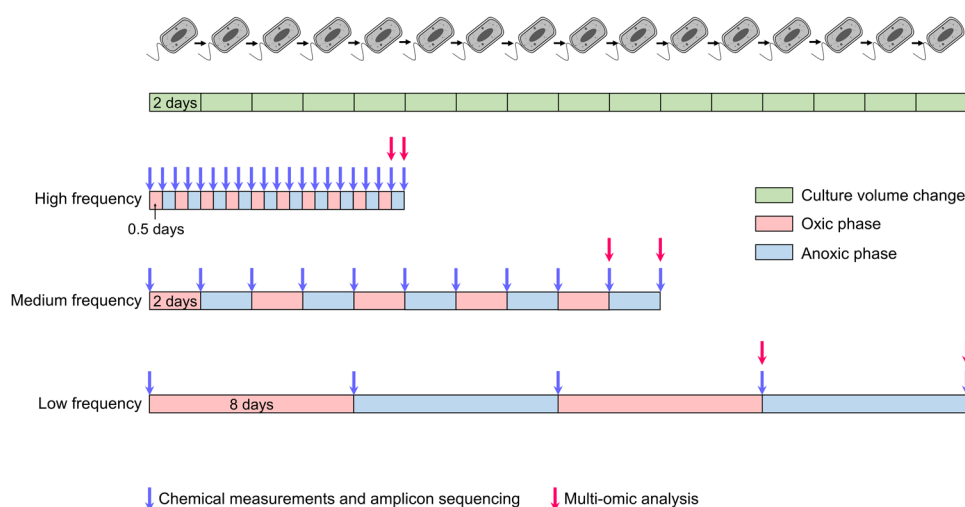 2 days
High frequency
0.5 days
Culture volume change
Oxic phase
Anoxic phase
Medium frequency
2 days
Low frequency
8 days
Chemical measurements and amplicon sequencing
Multi-omic analysis